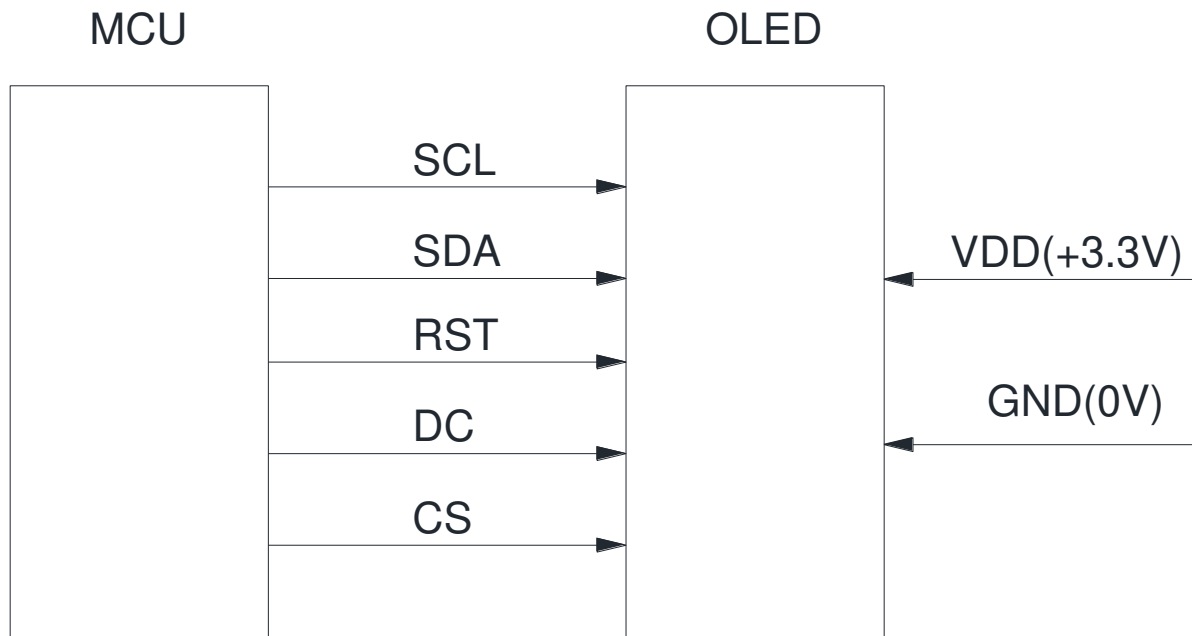 MCU
OLED
SCL
SDA
VDD(+3.3V)
RST
GND(0V)
DC
CS